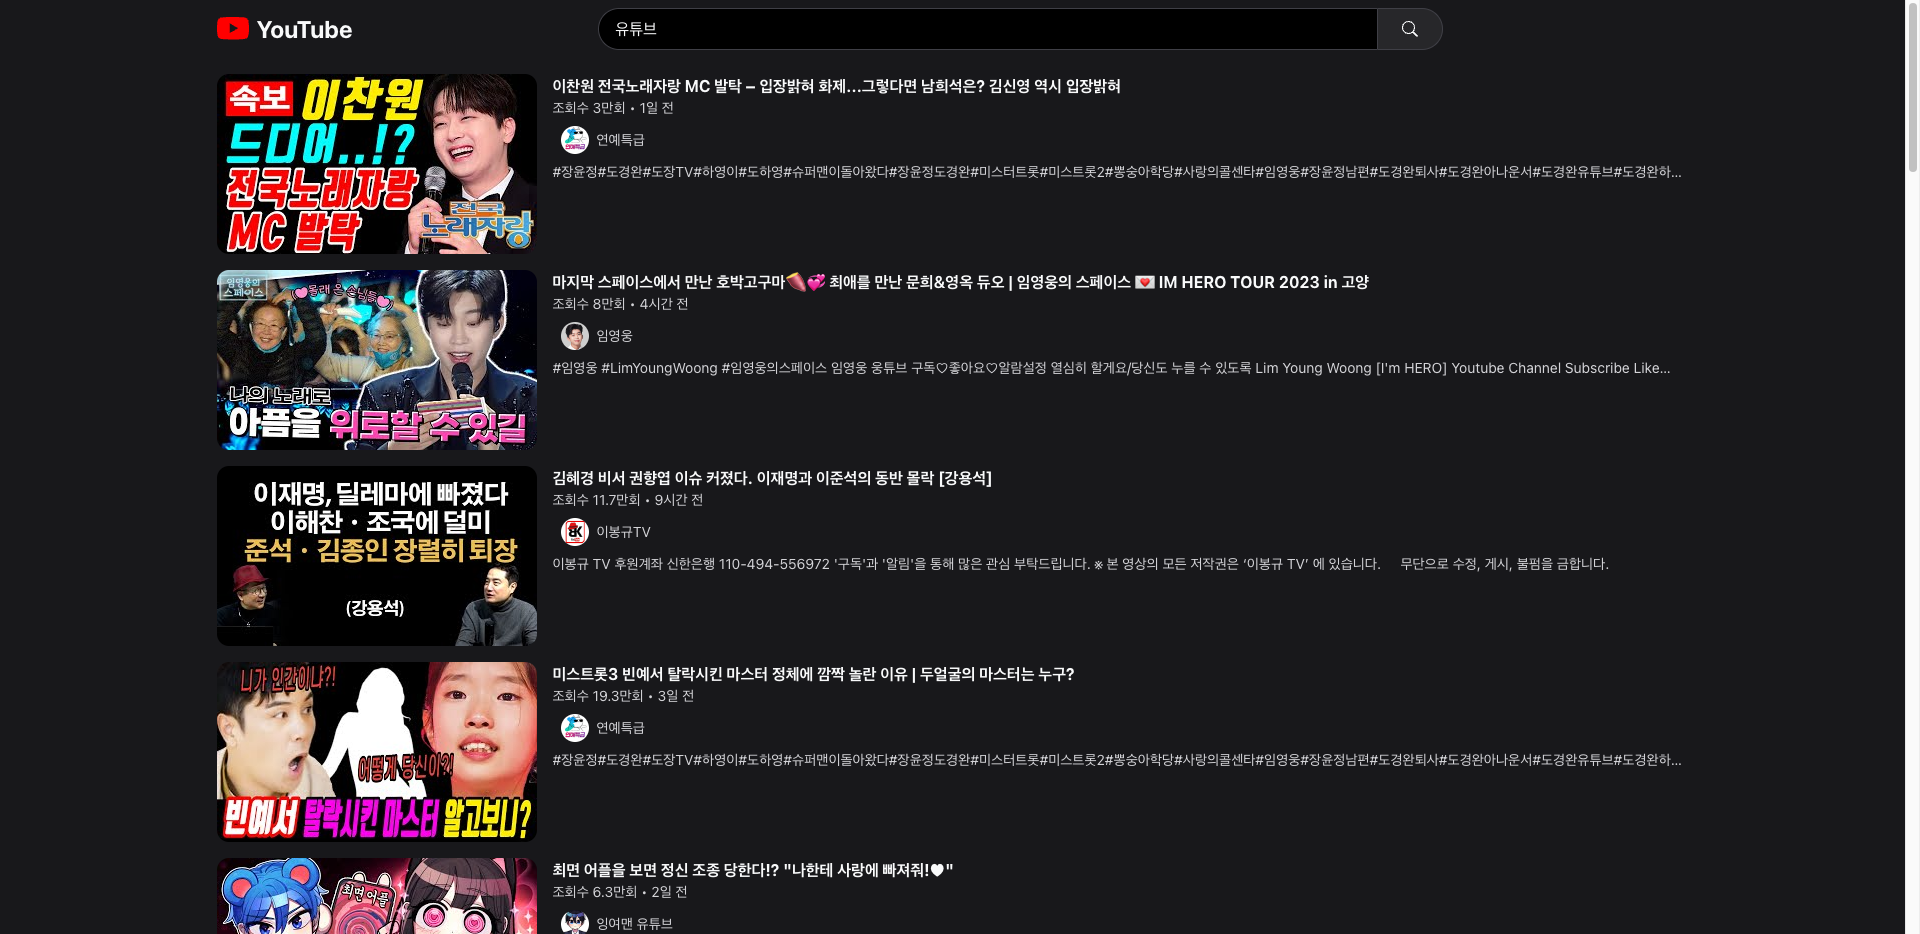 YouTube
유튜브
속보 이찬원
드디어..!?
전국노래자랑
MC 발탁
전국
노래자랑
이찬원 전국노래자랑 MC 발탁 – 입장밝혀 화제...그렇다면 남희석은? 김신영 역시 입장밝혀
조회수 3만회 • 1일 전
연예특급
#장윤정#도경완#도장TV#하영이#도하영#슈퍼맨이돌아왔다#장윤정도경완#미스터트롯#미스트롯2#뽕숭아학당#사랑의콜센타#임영웅#장윤정남편#도경완퇴사#도경완아나운서#도경완유튜브#도경완하...
임영웅의
스페이스
몰래 온 손님들
나의 노래로
아픔을 위로할 수 있길
마지막 스페이스에서 만난 호박고구마🍠💞 최애를 만난 문희&영옥 듀오 | 임영웅의 스페이스 💌 IM HERO TOUR 2023 in 고양
조회수 8만회 • 4시간 전
임영웅
#임영웅 #LimYoungWoong #임영웅의스페이스 임영웅 웅튜브 구독♡좋아요♡알람설정 열심히 할게요/당신도 누를 수 있도록 Lim Young Woong [I'm HERO] Youtube Channel Subscribe Like...
이재명, 딜레마에 빠졌다
이해찬 · 조국에 덜미
준석 · 김종인 장렬히 퇴장
(강용석)
김혜경 비서 권향엽 이슈 커졌다. 이재명과 이준석의 동반 몰락 [강용석]
조회수 11.7만회 • 9시간 전
이봉규TV
이봉규 TV 후원계좌 신한은행 110-494-556972 '구독'과 '알림'을 통해 많은 관심 부탁드립니다. ※ 본 영상의 모든 저작권은 ‘이봉규 TV’ 에 있습니다. 무단으로 수정, 게시, 불펌을 금합니다.
니가 인간이냐?!
어떻게 당신이?!
빈예서 탈락시킨 마스터 알고보니?
미스트롯3 빈예서 탈락시킨 마스터 정체에 깜짝 놀란 이유 | 두얼굴의 마스터는 누구?
조회수 19.3만회 • 3일 전
연예특급
#장윤정#도경완#도장TV#하영이#도하영#슈퍼맨이돌아왔다#장윤정도경완#미스터트롯#미스트롯2#뽕숭아학당#사랑의콜센타#임영웅#장윤정남편#도경완퇴사#도경완아나운서#도경완유튜브#도경완하...
최면 어플
최면 어플을 보면 정신 조종 당한다!? "나한테 사랑에 빠져줘!♥"
조회수 6.3만회 • 2일 전
잉여맨 유튜브